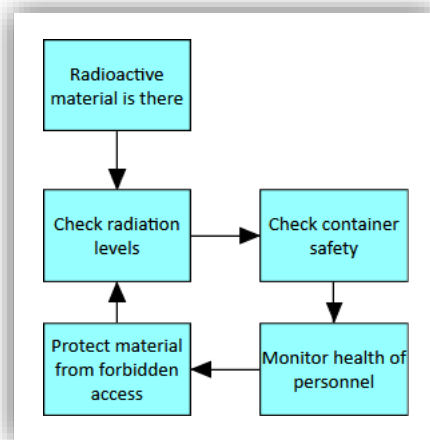 Radioactive
material is there
Check radiation
levels
Check container
safety
Protect material
from forbidden
access
Monitor health of
personnel